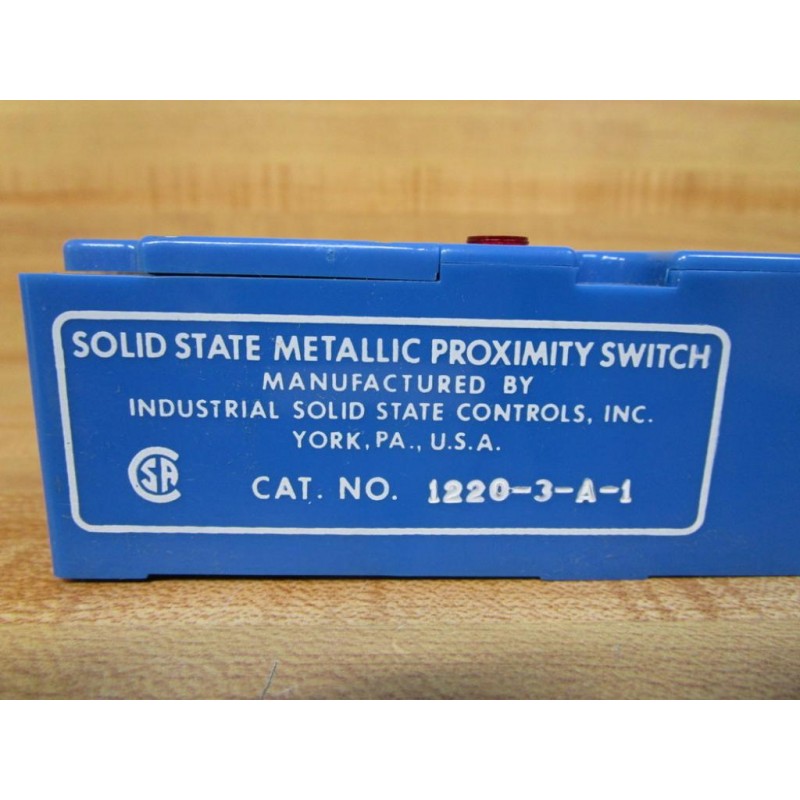 SOLID STATE METALLIC PROXIMITY SWITCH
MANUFACTURED BY
INDUSTRIAL SOLID STATE CONTROLS, INC.
YORK, PA., U.S.A.
CSA CAT. NO. 1220-3-A-1